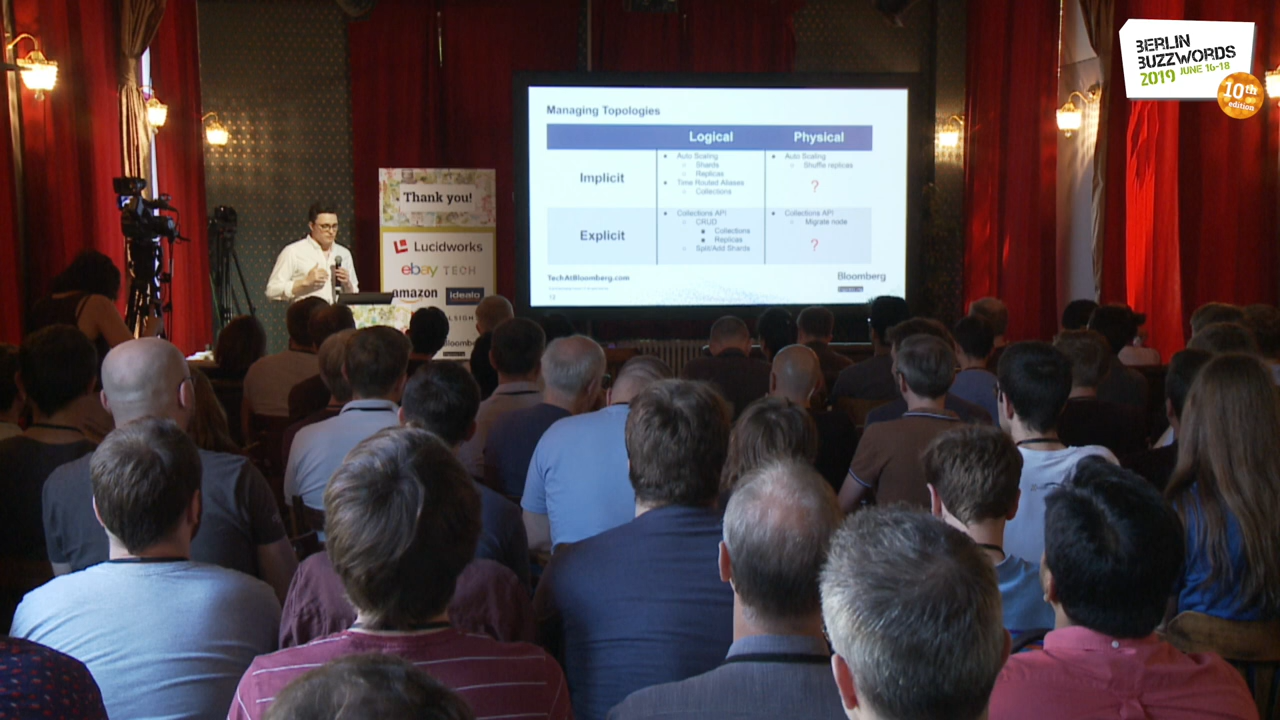 BERLIN
BUZZWORDS
2019 JUNE 16-18
10th
edition
Managing Topologies
Logical
Physical
Implicit
Auto Scaling
Shards
Replicas
Time Routed Aliases
Collections
Auto Scaling
Shuffle replicas
?
Explicit
Collections API
CRUD
Collections
Replicas
Split/Add Shards
Collections API
Migrate node
?
TechAtBloomberg.com
Bloomberg
Thank you!
Lucidworks
ebay TECH
amazon
idealo